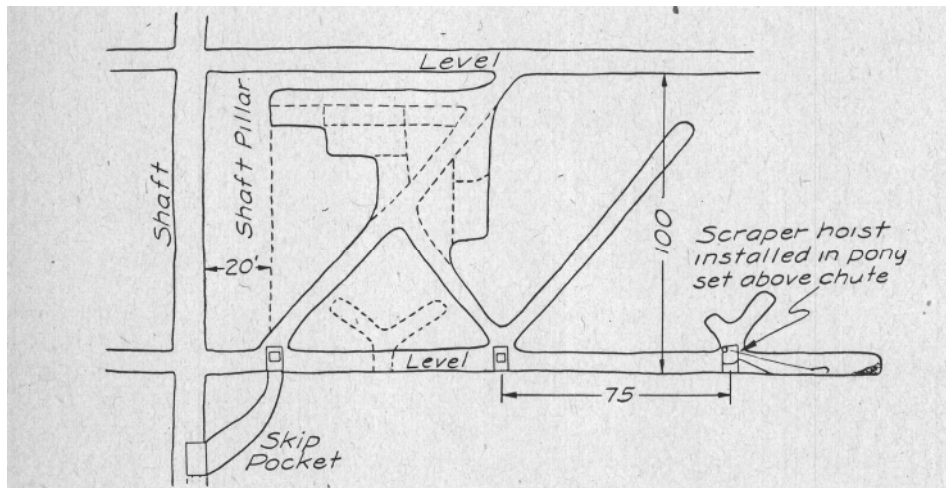 Level
Shaft
Shaft Pillar
20'
100
Scraper hoist
installed in pony
set above chute
Level
75
Skip
Pocket